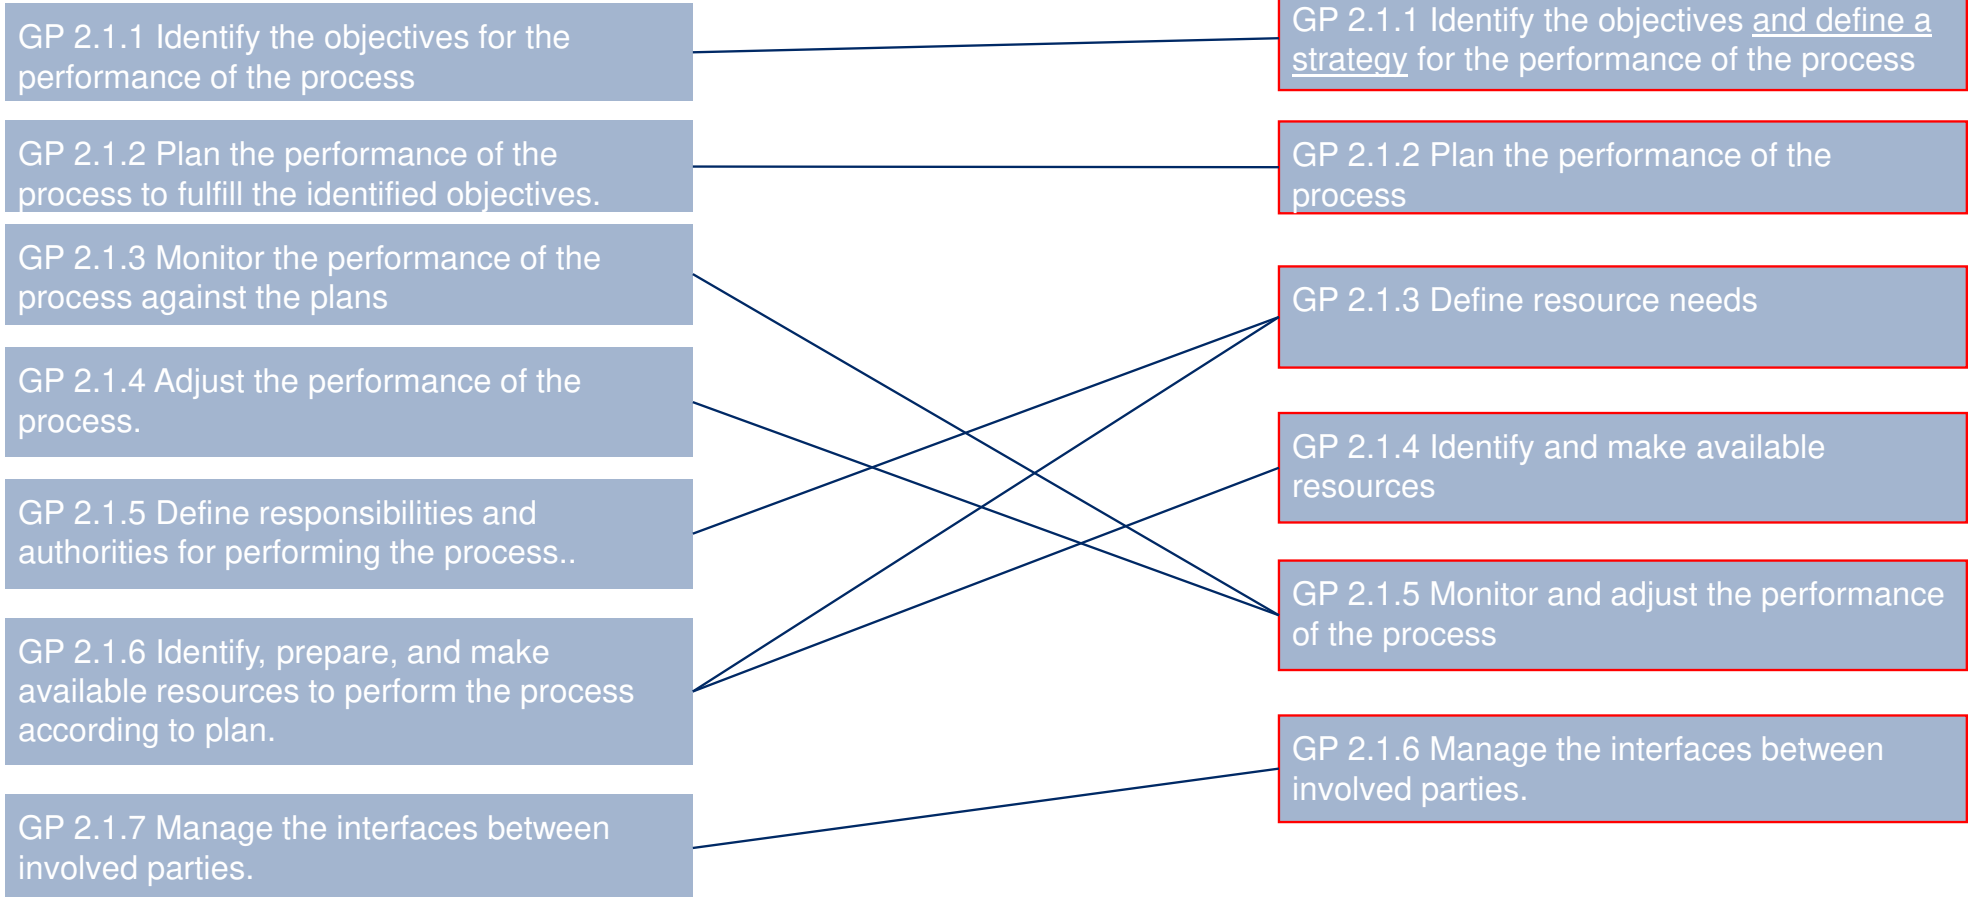 GP 2.1.1 Identify the objectives for the
performance of the process
GP 2.1.2 Plan the performance of the
process to fulfill the identified objectives.
GP 2.1.3 Monitor the performance of the
process against the plans
GP 2.1.4 Adjust the performance of the
process.
GP 2.1.5 Define responsibilities and
authorities for performing the process..
GP 2.1.6 Identify, prepare, and make
available resources to perform the process
according to plan.
GP 2.1.7 Manage the interfaces between
involved parties.
GP 2.1.1 Identify the objectives and define a
strategy for the performance of the process
GP 2.1.2 Plan the performance of the
process
GP 2.1.3 Define resource needs
GP 2.1.4 Identify and make available
resources
GP 2.1.5 Monitor and adjust the performance
of the process
GP 2.1.6 Manage the interfaces between
involved parties.